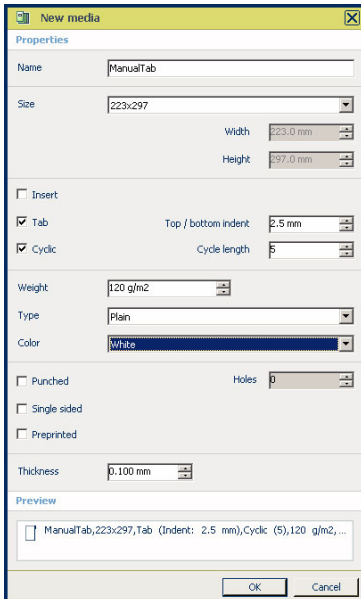 New media
Properties
Name ManualTab
Size 223x297
Width 223.0 mm
Height 297.0 mm
Insert
Tab Top / bottom indent 2.5 mm
Cyclic Cycle length 5
Weight 120 g/m2
Type Plain
Color White
Punched Holes 0
Single sided
Preprinted
Thickness 0.100 mm
Preview
ManualTab,223x297,Tab (Indent: 2.5 mm),Cyclic (5),120 g/m2,...
OK Cancel